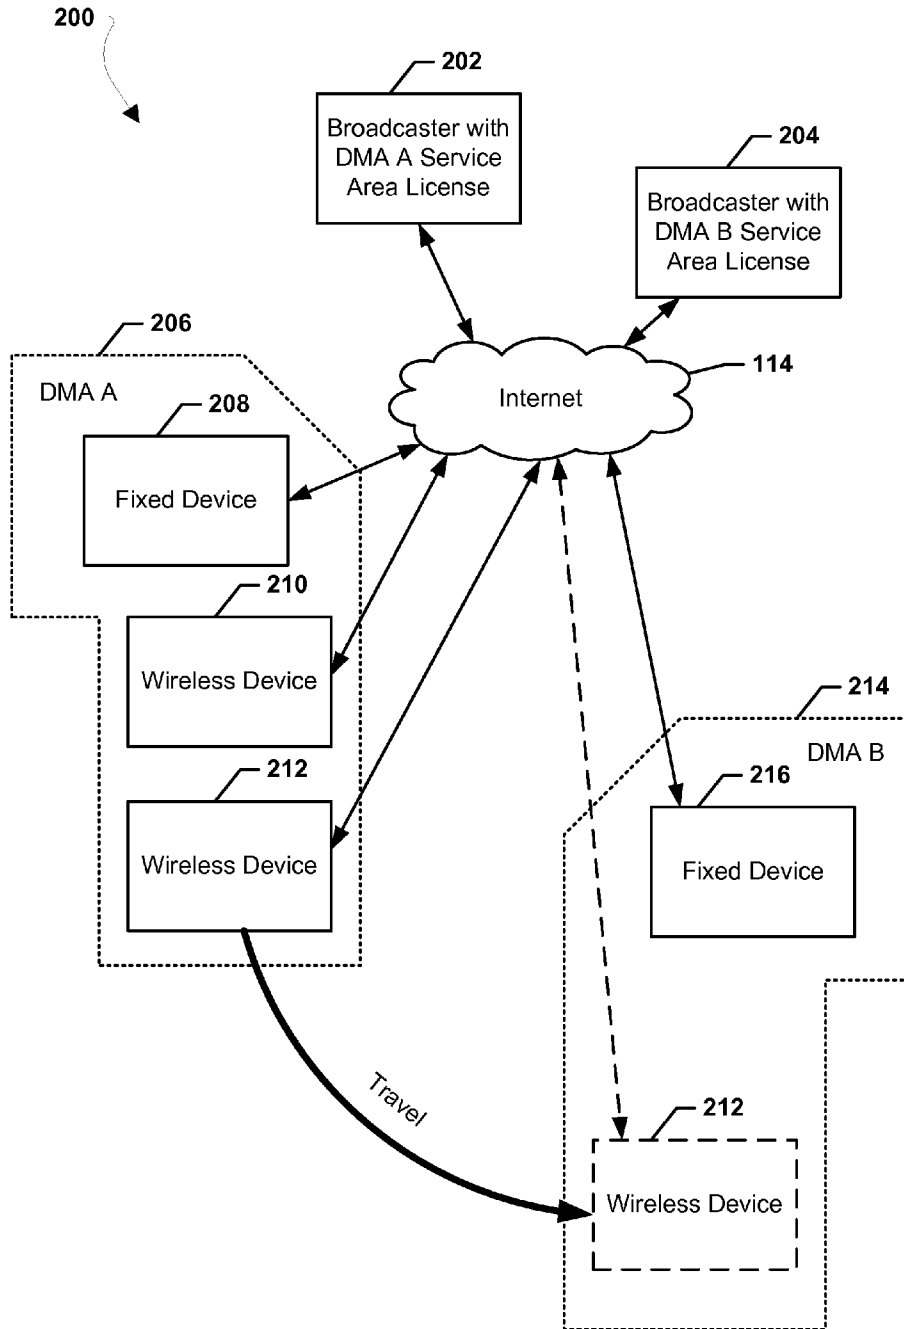 200
202
Broadcaster with
DMA A Service
Area License
204
Broadcaster with
DMA B Service
Area License
206
DMA A
114
Internet
208
Fixed Device
210
Wireless Device
212
Wireless Device
214
DMA B
216
Fixed Device
Travel
212
Wireless Device